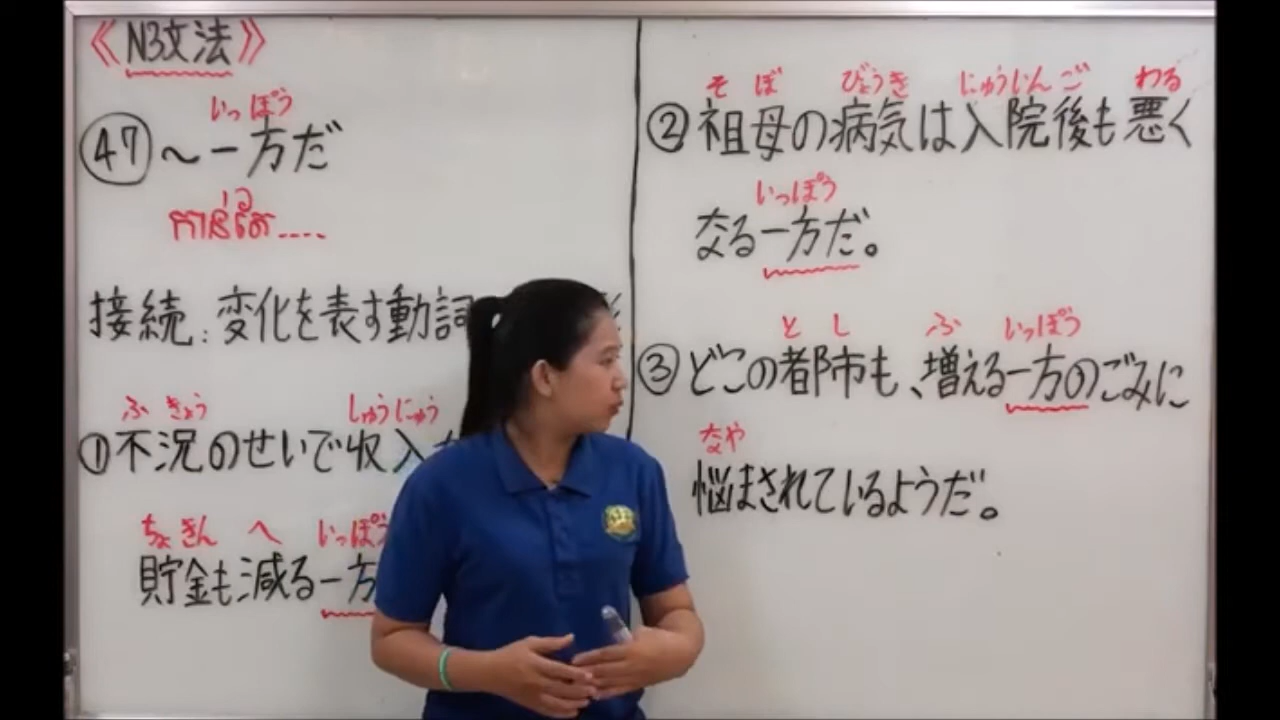 《N3文法》
いっぽう
㊼～一方だ
កាន់តែ....
接続：変化を表す動詞
ふきょう しゅうにゅう
①不況のせいで収入
ちょきん へ いっぽう
貯金も減る一方
そぼ びょうき にゅういんご わる
②祖母の病気は入院後も悪く
いっぽう
なる一方だ。
とし ふ いっぽう
③どこの都市も、増える一方のごみに
なや
悩まされているようだ。